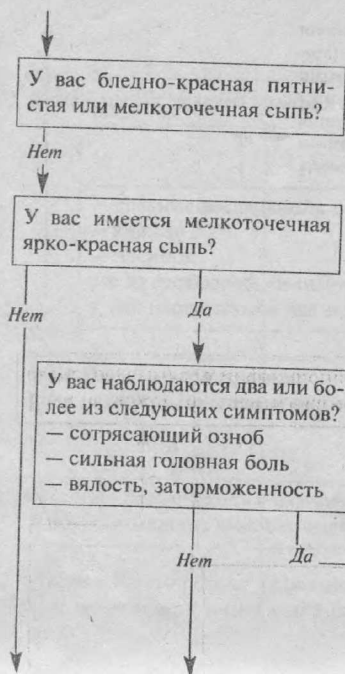 У вас бледно-красная пятни-
стая или мелкоточечная сыпь?
Нет
У вас имеется мелкоточечная
ярко-красная сыпь?
Нет
Да
У вас наблюдаются два или бо-
лее из следующих симптомов?
— сотрясающий озноб
— сильная головная боль
— вялость, заторможенность
Нет
Да